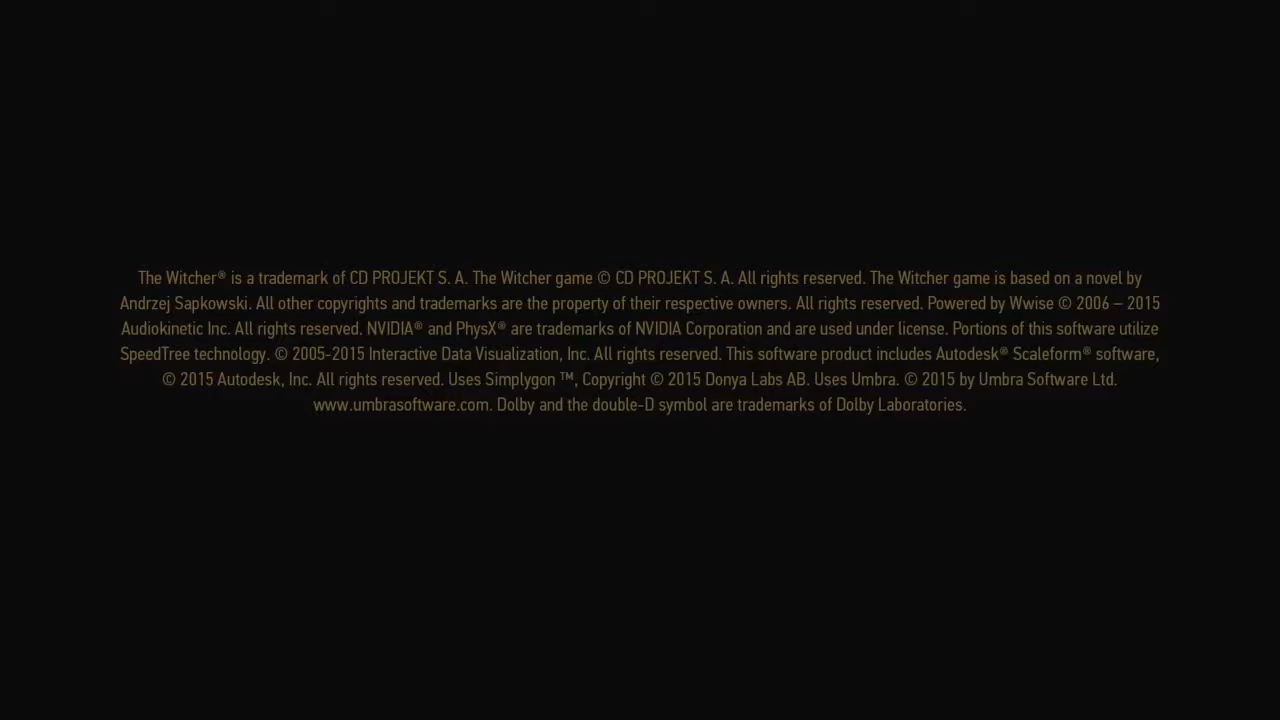 The Witcher® is a trademark of CD PROJEKT S. A. The Witcher game © CD PROJEKT S. A. All rights reserved. The Witcher game is based on a novel by
Andrzej Sapkowski. All other copyrights and trademarks are the property of their respective owners. All rights reserved. Powered by Wwise © 2006 – 2015
Audiokinetic Inc. All rights reserved. NVIDIA® and PhysX® are trademarks of NVIDIA Corporation and are used under license. Portions of this software utilize
SpeedTree technology. © 2005-2015 Interactive Data Visualization, Inc. All rights reserved. This software product includes Autodesk® Scaleform® software,
© 2015 Autodesk, Inc. All rights reserved. Uses Simplygon ™, Copyright © 2015 Donya Labs AB. Uses Umbra. © 2015 by Umbra Software Ltd.
www.umbrasoftware.com. Dolby and the double-D symbol are trademarks of Dolby Laboratories.